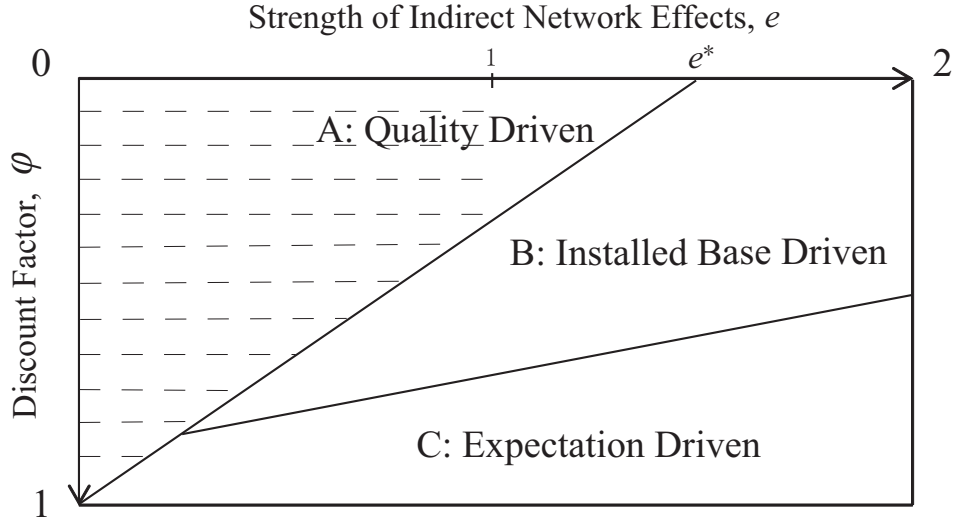 Strength of Indirect Network Effects, e
0
1
e*
2
A: Quality Driven
Discount Factor, φ
B: Installed Base Driven
C: Expectation Driven
1